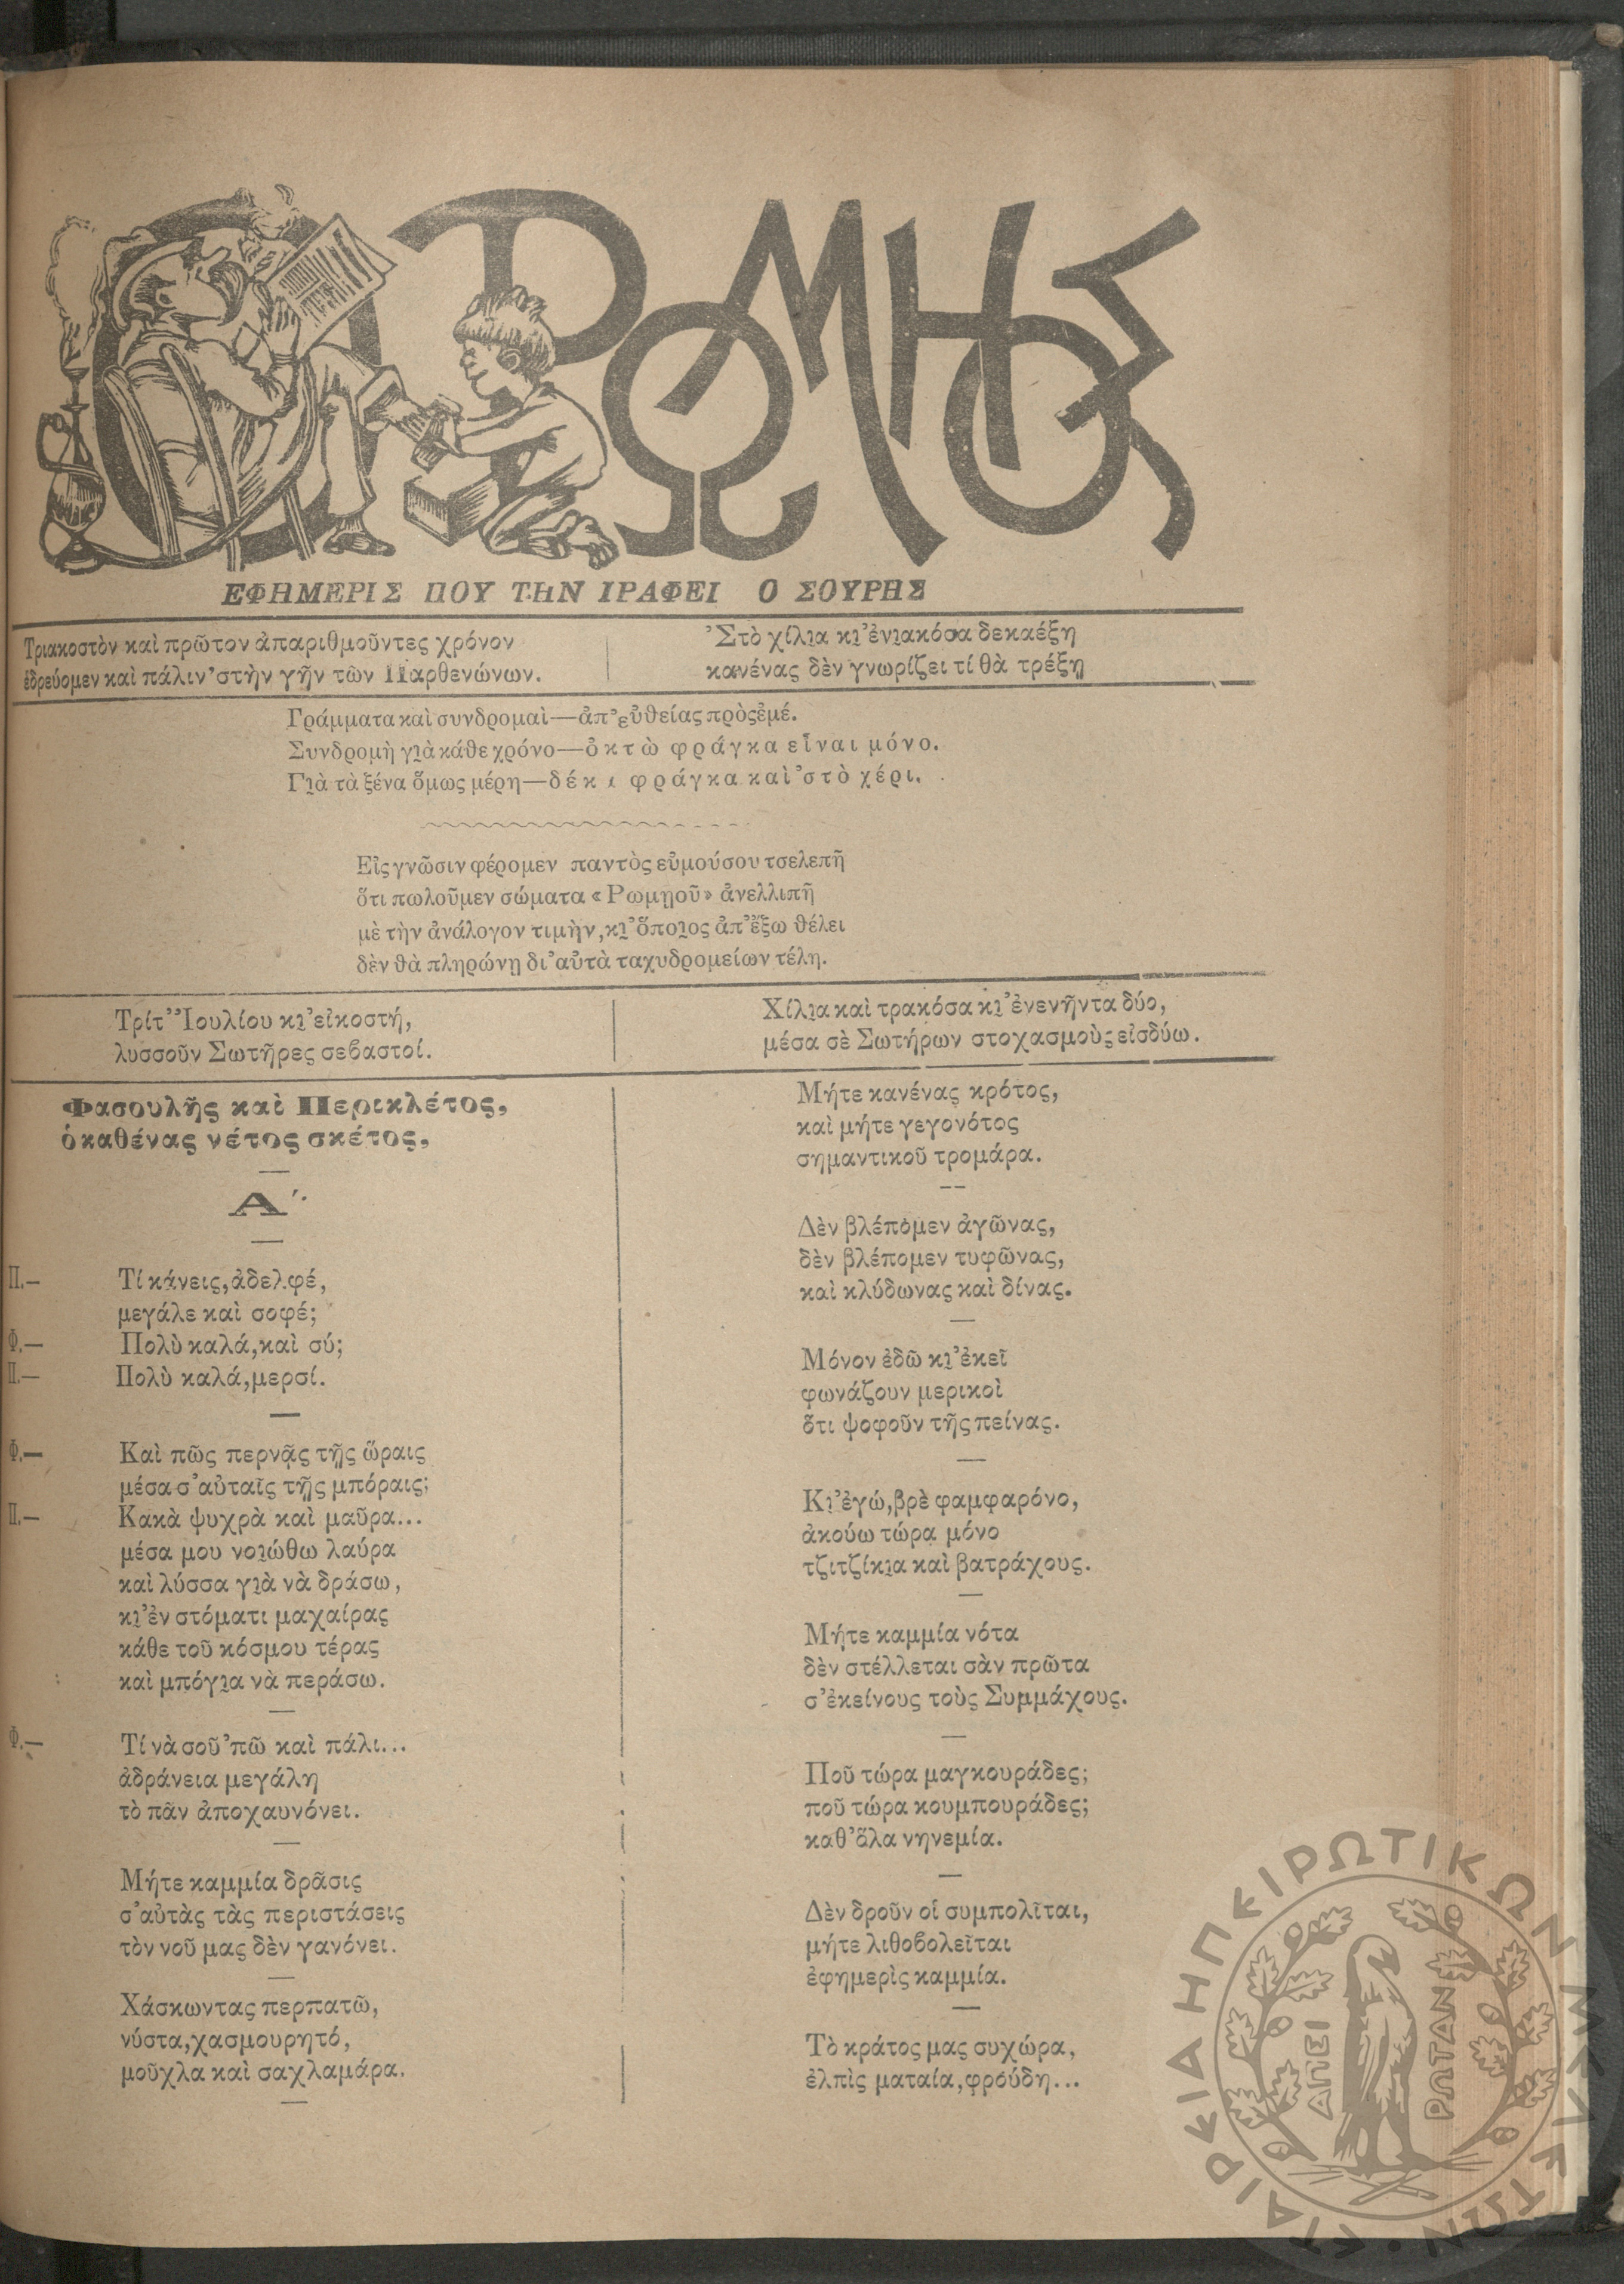 Ο ΡΩΜΗΟΣ
ΕΦΗΜΕΡΙΣ ΠΟΥ ΤΗΝ ΓΡΑΦΕΙ Ο ΣΟΥΡΗΣ
Τριακοστὸν καὶ πρῶτον ἀπαριθμοῦντες χρόνον
ἑδρεύομεν καὶ πάλιν 'στὴν γῆν τῶν Παρθενώνων.
'Στὸ χίλια κι' ἐνιακόσα δεκαέξη
κανένας δὲν γνωρίζει τί θὰ τρέξῃ
Γράμματα καὶ συνδρομαὶ—ἀπ' εὐθείας πρὸς ἐμέ.
Συνδρομὴ γιὰ κάθε χρόνο—ὀκτὼ φράγκα εἶναι μόνο.
Γιὰ τὰ ξένα ὅμως μέρη—δέκα φράγκα καὶ 'στὸ χέρι.
Εἰς γνῶσιν φέρομεν παντὸς εὐμούσου τσελεπῆ
ὅτι πωλοῦμεν σώματα «Ρωμῃοῦ» ἀνελλιπῆ
μὲ τὴν ἀνάλογον τιμὴν, κι' ὅποιος ἀπ' ἔξω θέλει
δὲν θὰ πληρώνῃ δι' αὐτὰ ταχυδρομείων τέλη.
Τρίτ' Ἰουλίου κι' εἰκοστή,
λυσσοῦν Σωτῆρες σεβαστοί.
Χίλια καὶ τρακόσα κι' ἐνενῆντα δύο,
μέσα σὲ Σωτήρων στοχασμοὺς εἰσδύω.
Φασουλῆς καὶ Περικλέτος,
ὁ καθένας νέτος σκέτος,
Α΄.
Π.— Τί κάνεις, ἀδελφέ,
μεγάλε καὶ σοφέ;
Φ.— Πολὺ καλά, καὶ σύ;
Π.— Πολὺ καλά, μερσί.
Φ.— Καὶ πῶς περνᾷς τῇς ὥραις
μέσα σ' αὐταῖς τῇς μπόραις;
Π.— Κακὰ ψυχρὰ καὶ μαῦρα...
μέσα μου νοιώθω λαύρα
καὶ λύσσα γιὰ νὰ δράσω,
κι' ἐν στόματι μαχαίρας
κάθε τοῦ κόσμου τέρας
καὶ μπόγια νὰ περάσω.
Φ.— Τί νὰ σοῦ 'πῶ καὶ πάλι...
ἀδράνεια μεγάλη
τὸ πᾶν ἀποχαυνόνει.
Μήτε καμμία δρᾶσις
σ' αὐτὰς τὰς περιστάσεις
τὸν νοῦ μας δὲν γανόνει.
Χάσκωντας περπατῶ,
νύστα, χασμουρητό,
μοῦχλα καὶ σαχλαμάρα.
Μήτε κανένας κρότος,
καὶ μήτε γεγονότος
σημαντικοῦ τρομάρα.
Δὲν βλέπομεν ἀγῶνας,
δὲν βλέπομεν τυφῶνας,
καὶ κλύδωνας καὶ δίνας.
Μόνον ἐδῶ κι' ἐκεῖ
φωνάζουν μερικοὶ
ὅτι ψοφοῦν τῆς πείνας.
Κι' ἐγώ, βρὲ φαμφαρόνο,
ἀκούω τώρα μόνο
τζιτζίκια καὶ βατράχους.
Μήτε καμμία νότα
δὲν στέλλεται σὰν πρῶτα
σ' ἐκείνους τοὺς Συμμάχους.
Ποῦ τώρα μαγκουράδες;
ποῦ τώρα κουμπουράδες;
καθ' ἅλα νηνεμία.
Δὲν δροῦν οἱ συμπολῖται,
μήτε λιθοβολεῖται
ἐφημερὶς καμμία.
Τὸ κράτος μας συχώρα,
ἐλπὶς ματαία, φρούδη...
ΕΤΑΙΡΕΙΑ ΗΠΕΙΡΩΤΙΚΩΝ ΜΕΛΕΤΩΝ
ΑΠΕΙΡΩΤΑΝ